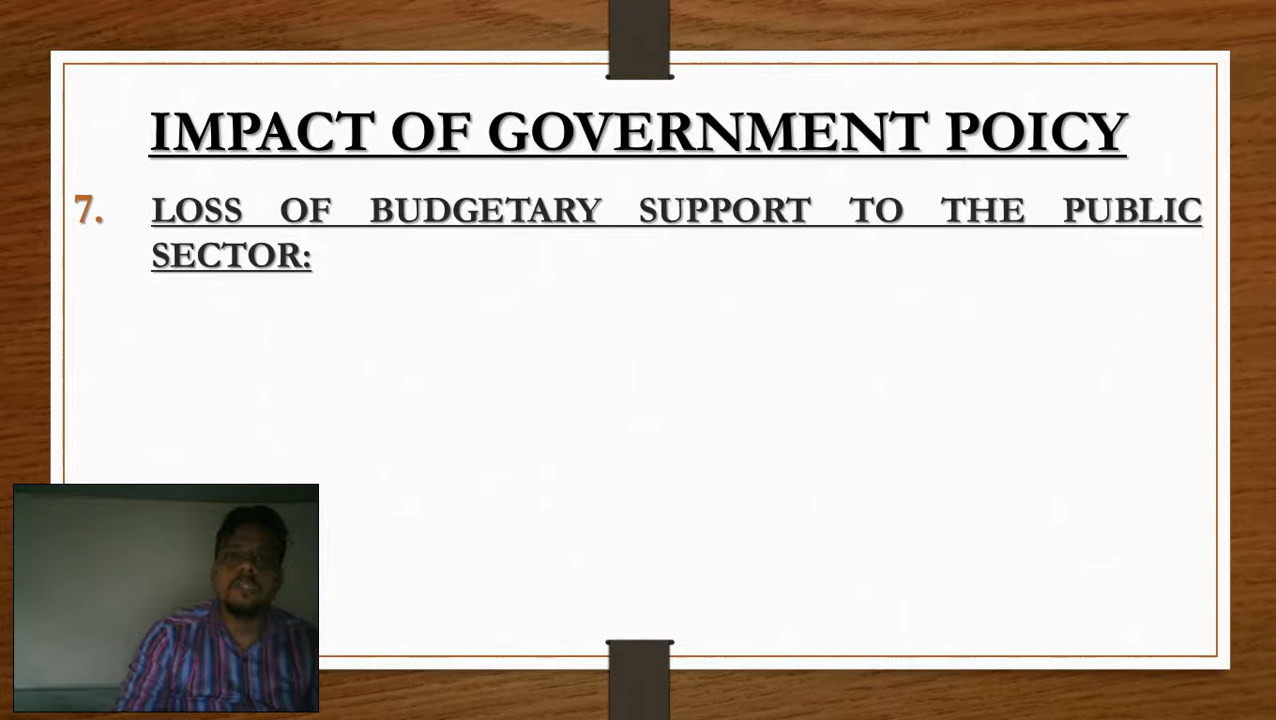 IMPACT OF GOVERNMENT POICY
7. LOSS OF BUDGETARY SUPPORT TO THE PUBLIC
SECTOR: